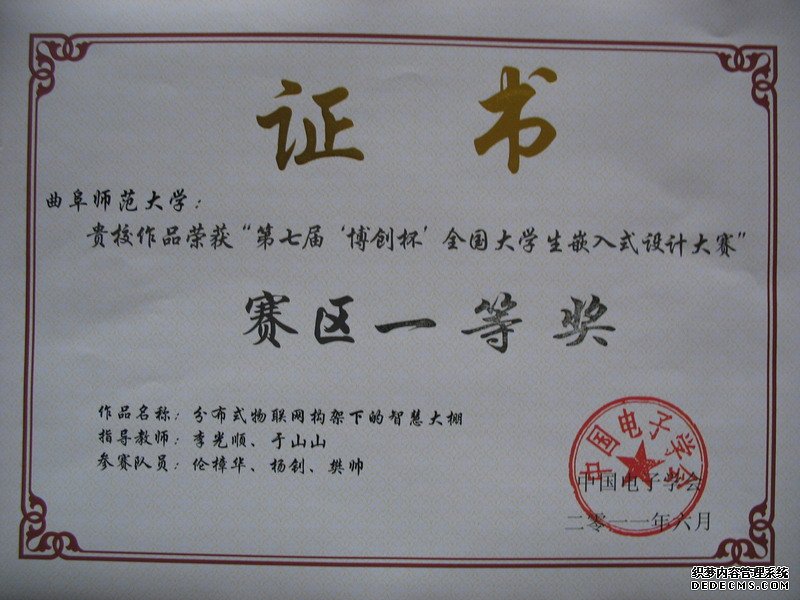 证 书
曲阜师范大学：
贵校作品荣获“第七届‘博创杯’全国大学生嵌入式设计大赛”
赛区一等奖
作品名称：分布式物联网构架下的智慧大棚
指导教师：李光顺、于山山
参赛队员：伦樟华、杨钊、樊帅
中国电子学会
中国电子学会
二零一一年六月
织梦内容管理系统
DEDECMS.COM